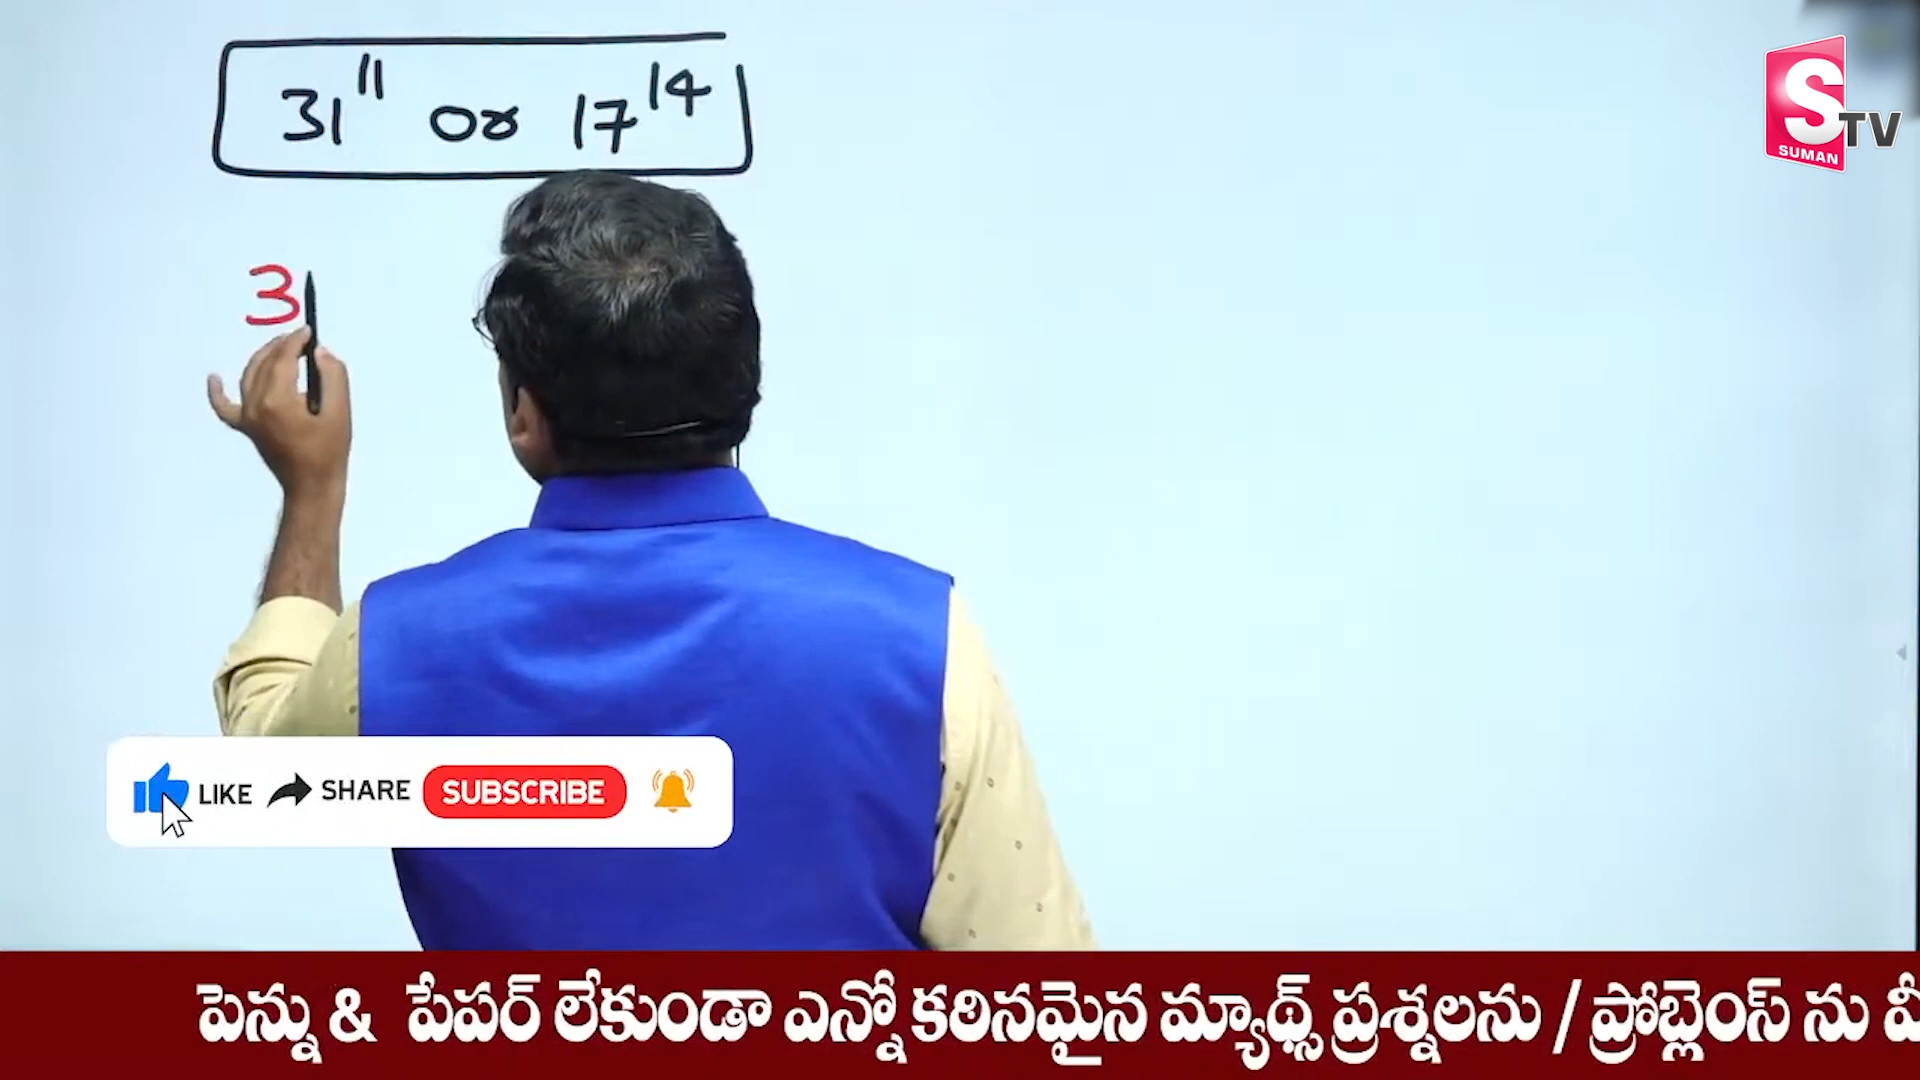 31¹¹ or 17¹⁴
S TV
SUMAN
3
LIKE SHARE SUBSCRIBE
పెన్ను & పేపర్ లేకుండా ఎన్నో కఠినమైన మ్యాథ్స్ ప్రశ్నలను / ప్రోబ్లెంస్ ను